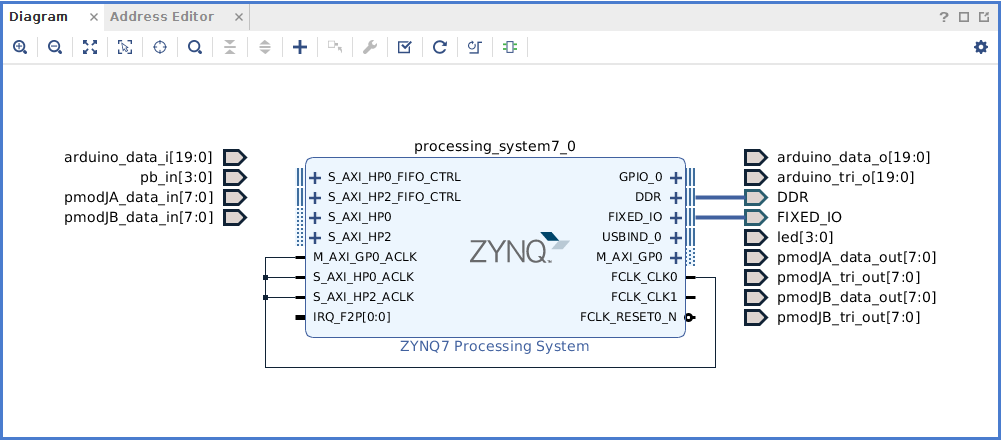 Diagram × Address Editor ×
? 
processing_system7_0
arduino_data_i[19:0]
pb_in[3:0]
pmodJA_data_in[7:0]
pmodJB_data_in[7:0]
S_AXI_HP0_FIFO_CTRL
S_AXI_HP2_FIFO_CTRL
S_AXI_HP0
S_AXI_HP2
M_AXI_GP0_ACLK
S_AXI_HP0_ACLK
S_AXI_HP2_ACLK
IRQ_F2P[0:0]
ZYNQ
GPIO_0
DDR
FIXED_IO
USBIND_0
M_AXI_GP0
FCLK_CLK0
FCLK_CLK1
FCLK_RESET0_N
ZYNQ7 Processing System
arduino_data_o[19:0]
arduino_tri_o[19:0]
DDR
FIXED_IO
led[3:0]
pmodJA_data_out[7:0]
pmodJA_tri_out[7:0]
pmodJB_data_out[7:0]
pmodJB_tri_out[7:0]